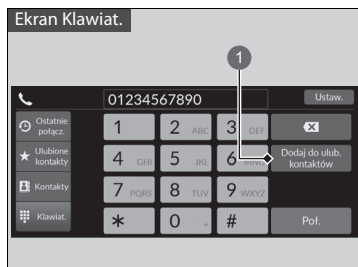 Ekran Klawiat.
1
01234567890
Ustaw.
Ostatnie
połącz.
1
2 ABC
3 DEF
Ulubione
kontakty
4 GHI
5 JKL
6 MNO
Dodaj do ulub.
kontaktów
Kontakty
7 PQRS
8 TUV
9 WXYZ
Klawiat.
*
0 +
#
Poł.